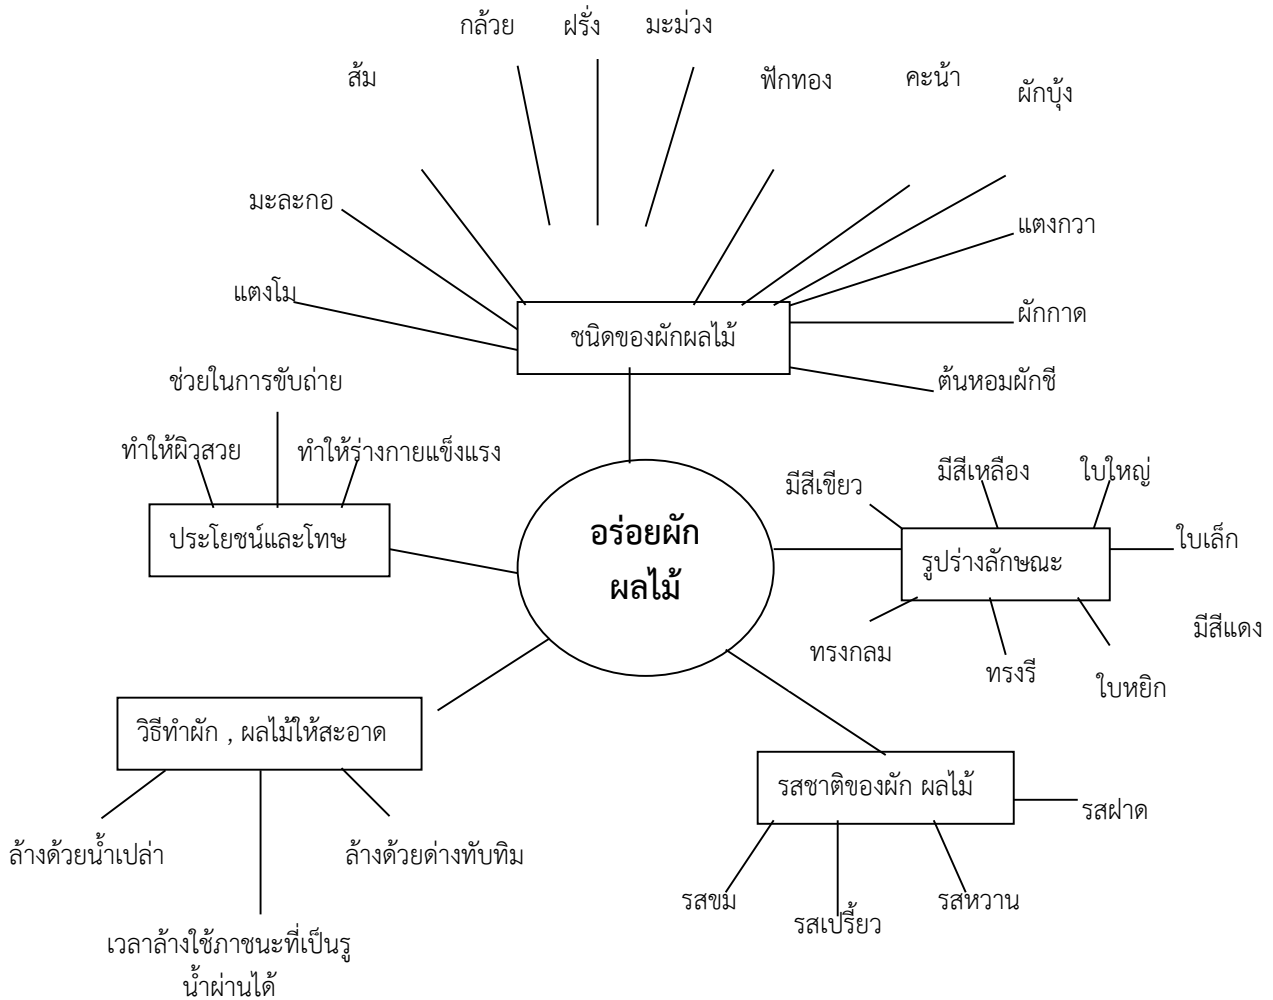 กล้วย
ฝรั่ง
มะม่วง
ส้ม
ฟักทอง
คะน้า
ผักบุ้ง
มะละกอ
แตงกวา
แตงโม
ผักกาด
ชนิดของผักผลไม้
ช่วยในการขับถ่าย
ต้นหอมผักชี
ทำให้ผิวสวย
ทำให้ร่างกายแข็งแรง
มีสีเขียว
มีสีเหลือง
ใบใหญ่
ประโยชน์และโทษ
อร่อยผัก
ผลไม้
รูปร่างลักษณะ
ใบเล็ก
มีสีแดง
ทรงกลม
ทรงรี
ใบหยิก
วิธีทำผัก , ผลไม้ให้สะอาด
รสชาติของผัก ผลไม้
รสฝาด
ล้างด้วยน้ำเปล่า
ล้างด้วยด่างทับทิม
รสขม
รสเปรี้ยว
รสหวาน
เวลาล้างใช้ภาชนะที่เป็นรู
น้ำผ่านได้